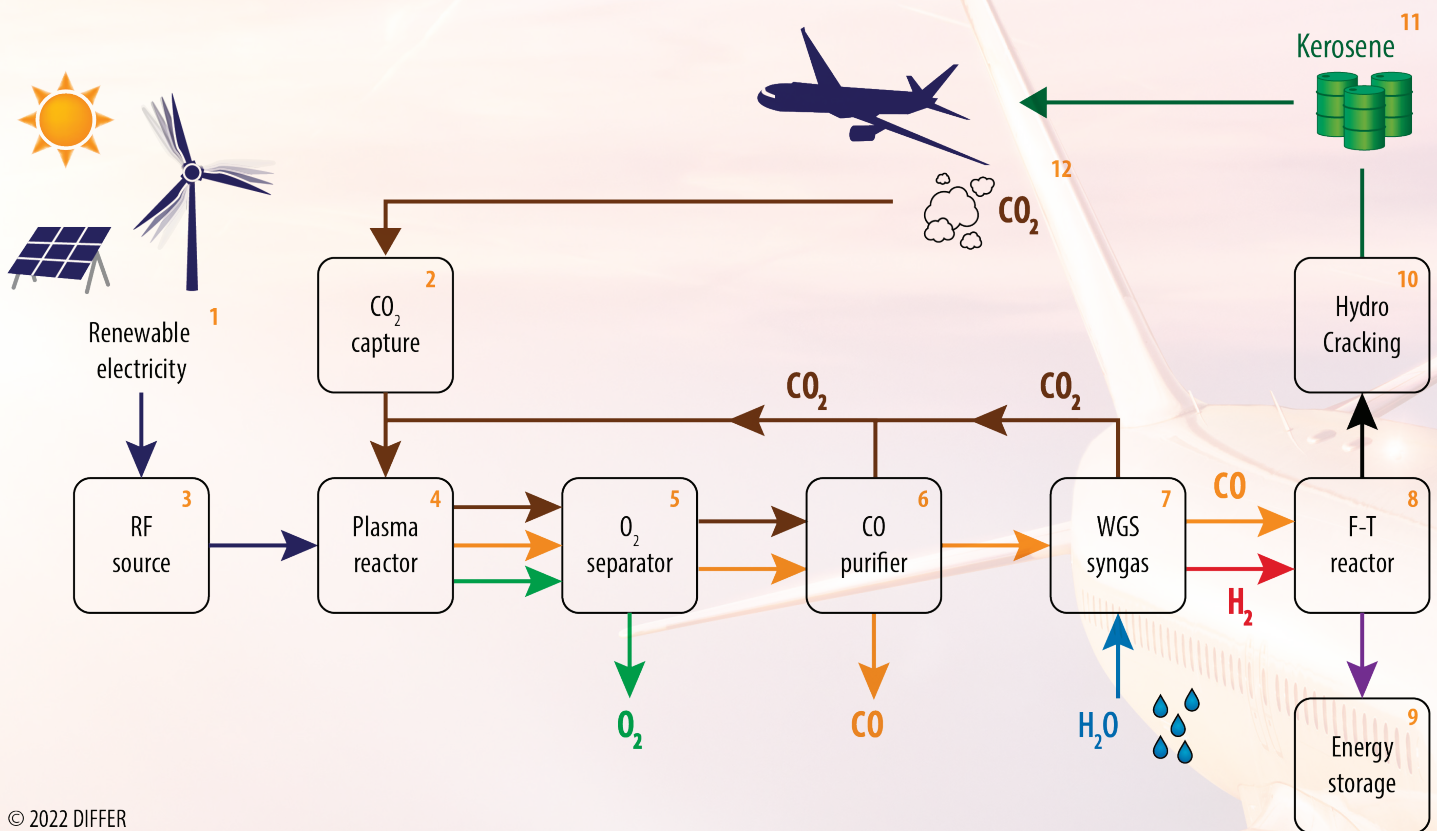 11
Kerosene
12
CO₂
1
Renewable
electricity
2
CO₂
capture
10
Hydro
Cracking
CO₂
CO₂
3
RF
source
4
Plasma
reactor
5
O₂
separator
6
CO
purifier
7
WGS
syngas
CO
H₂
8
F-T
reactor
O₂
CO
H₂O
9
Energy
storage
© 2022 DIFFER